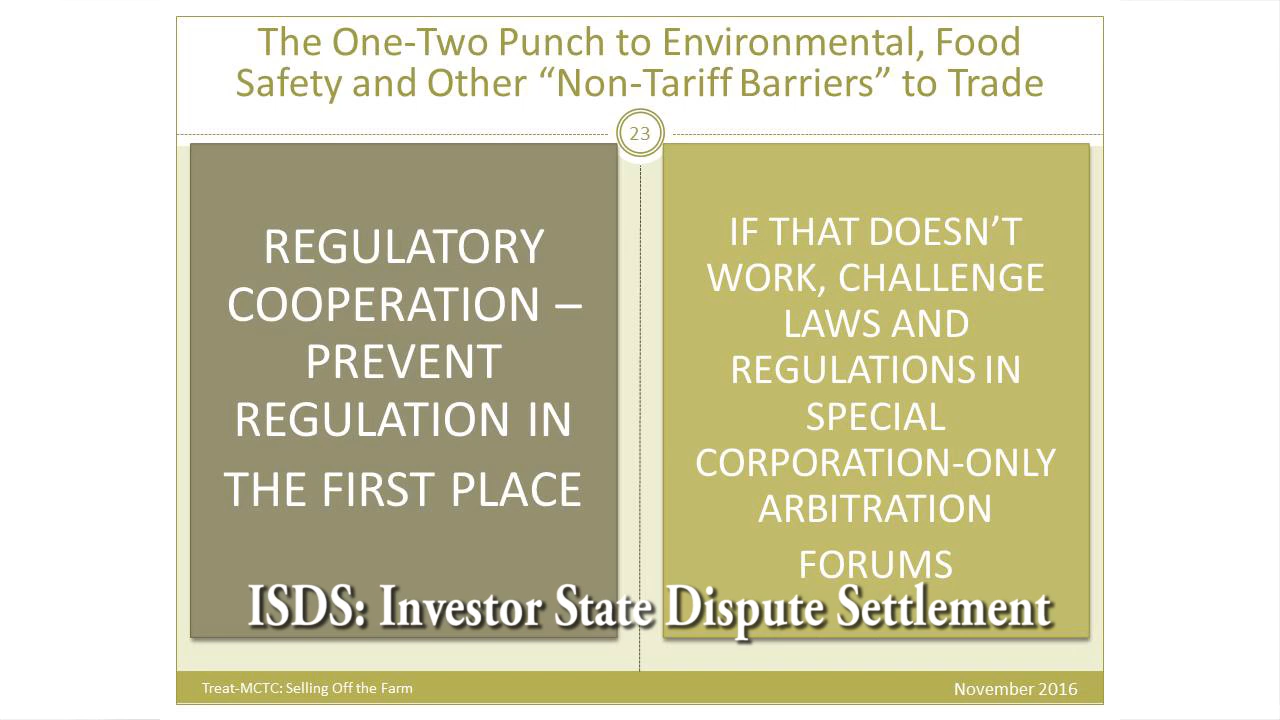 The One-Two Punch to Environmental, Food
Safety and Other “Non-Tariff Barriers” to Trade
23
REGULATORY
COOPERATION –
PREVENT
REGULATION IN
THE FIRST PLACE
IF THAT DOESN’T
WORK, CHALLENGE
LAWS AND
REGULATIONS IN
SPECIAL
CORPORATION-ONLY
ARBITRATION
FORUMS
ISDS: Investor State Dispute Settlement
Treat-MCTC: Selling Off the Farm
November 2016